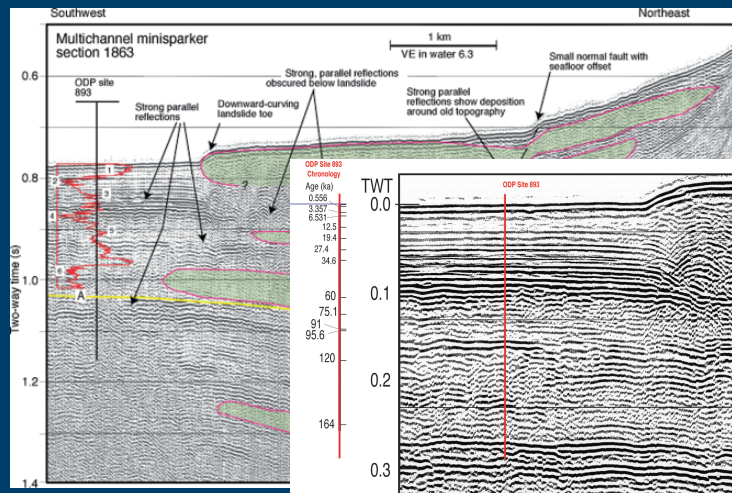 Southwest
Northeast
Multichannel minisparker
section 1863
1 km
VE in water 6.3
ODP site
893
Small normal fault with
seafloor offset
Strong, parallel reflections
obscured below landslide
Strong parallel
reflections
Downward-curving
landslide toe
Strong parallel
reflections show deposition
around old topography
0.6
0.8
1.0
1.2
1.4
Two-way time (s)
1
2
3
4
5
6
?
A
ODP Site 893
Chronology
Age (ka)
0.556
3.357
6.531
12.5
19.4
27.4
34.6
60
75.1
91
95.6
120
164
TWT
ODP Site 893
0.0
0.1
0.2
0.3